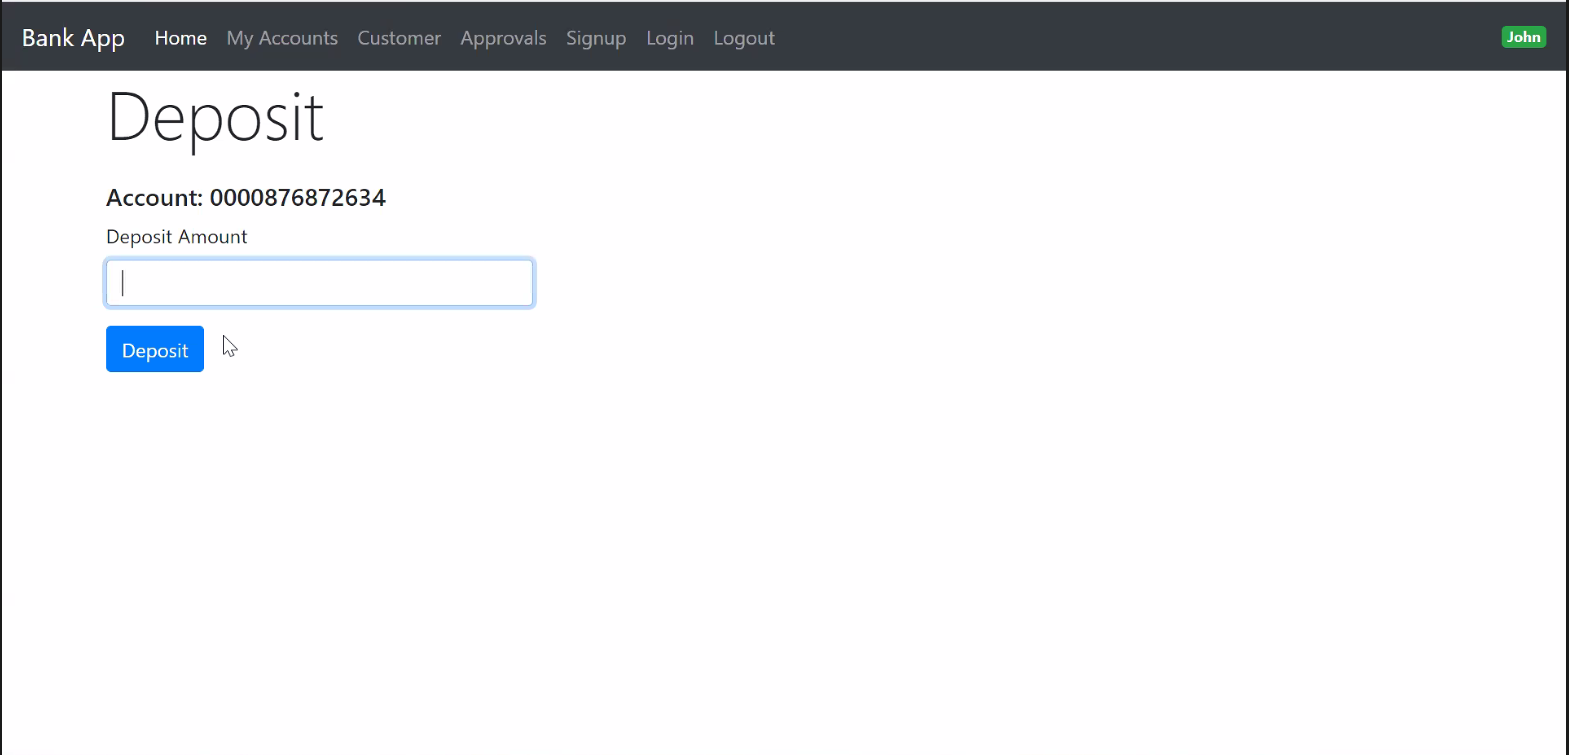 Bank App Home My Accounts Customer Approvals Signup Login Logout John
Deposit
Account: 0000876872634
Deposit Amount
Deposit